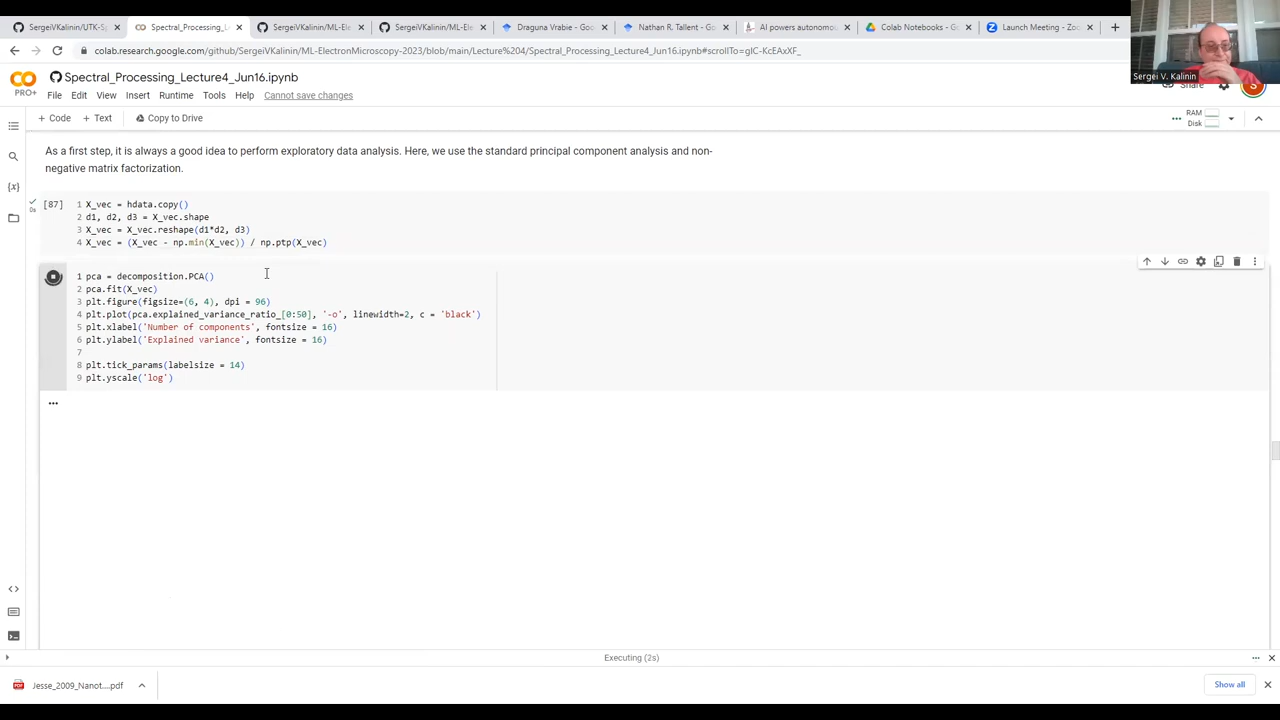 SergeiVKalinin/UTK-S
Spectral_Processing_L
SergeiVKalinin/ML-Ele
SergeiVKalinin/ML-Ele
Draguna Vrabie - Goo
Nathan R. Tallent - Go
AI powers autonomo
Colab Notebooks - G
Launch Meeting - Zoo
colab.research.google.com/github/SergeiVKalinin/ML-ElectronMicroscopy-2023/blob/main/Lecture%204/Spectral_Processing_Lecture4_Jun16.ipynb#scrollTo=gIC-KcEAxXF_
Sergei V. Kalinin
PRO+
Spectral_Processing_Lecture4_Jun16.ipynb
File Edit View Insert Runtime Tools Help Cannot save changes
Share
S
+ Code + Text Copy to Drive
RAM
Disk
As a first step, it is always a good idea to perform exploratory data analysis. Here, we use the standard principal component analysis and non-
negative matrix factorization.
{x}
0s
[87]
1 X_vec = hdata.copy()
2 d1, d2, d3 = X_vec.shape
3 X_vec = X_vec.reshape(d1*d2, d3)
4 X_vec = (X_vec - np.min(X_vec)) / np.ptp(X_vec)
1 pca = decomposition.PCA()
2 pca.fit(X_vec)
3 plt.figure(figsize=(6, 4), dpi = 96)
4 plt.plot(pca.explained_variance_ratio_[0:50], '-o', linewidth=2, c = 'black')
5 plt.xlabel('Number of components', fontsize = 16)
6 plt.ylabel('Explained variance', fontsize = 16)
7
8 plt.tick_params(labelsize = 14)
9 plt.yscale('log')
...
Executing (2s)
Jesse_2009_Nanot....pdf
Show all